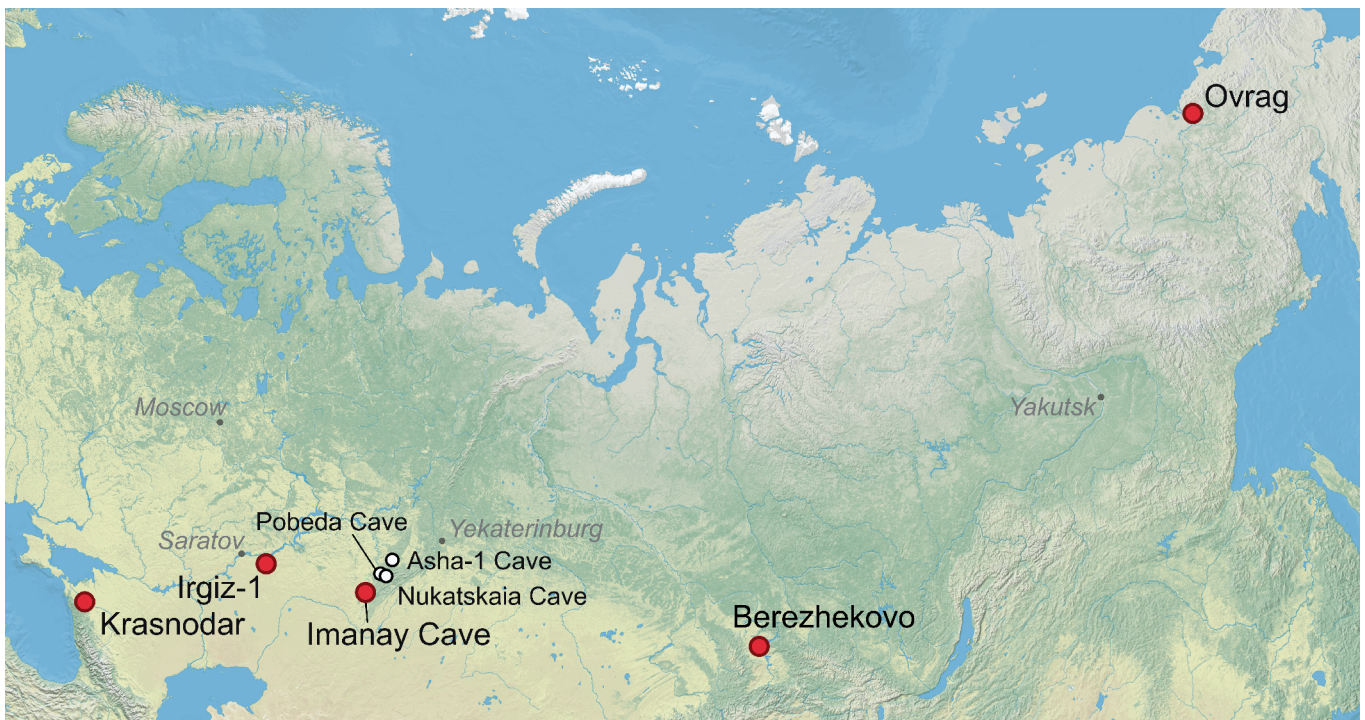 Ovrag
Moscow
Yakutsk
Pobeda Cave
Yekaterinburg
Saratov
Asha-1 Cave
Irgiz-1
Nukatskaia Cave
Krasnodar
Imanay Cave
Berezhekovo